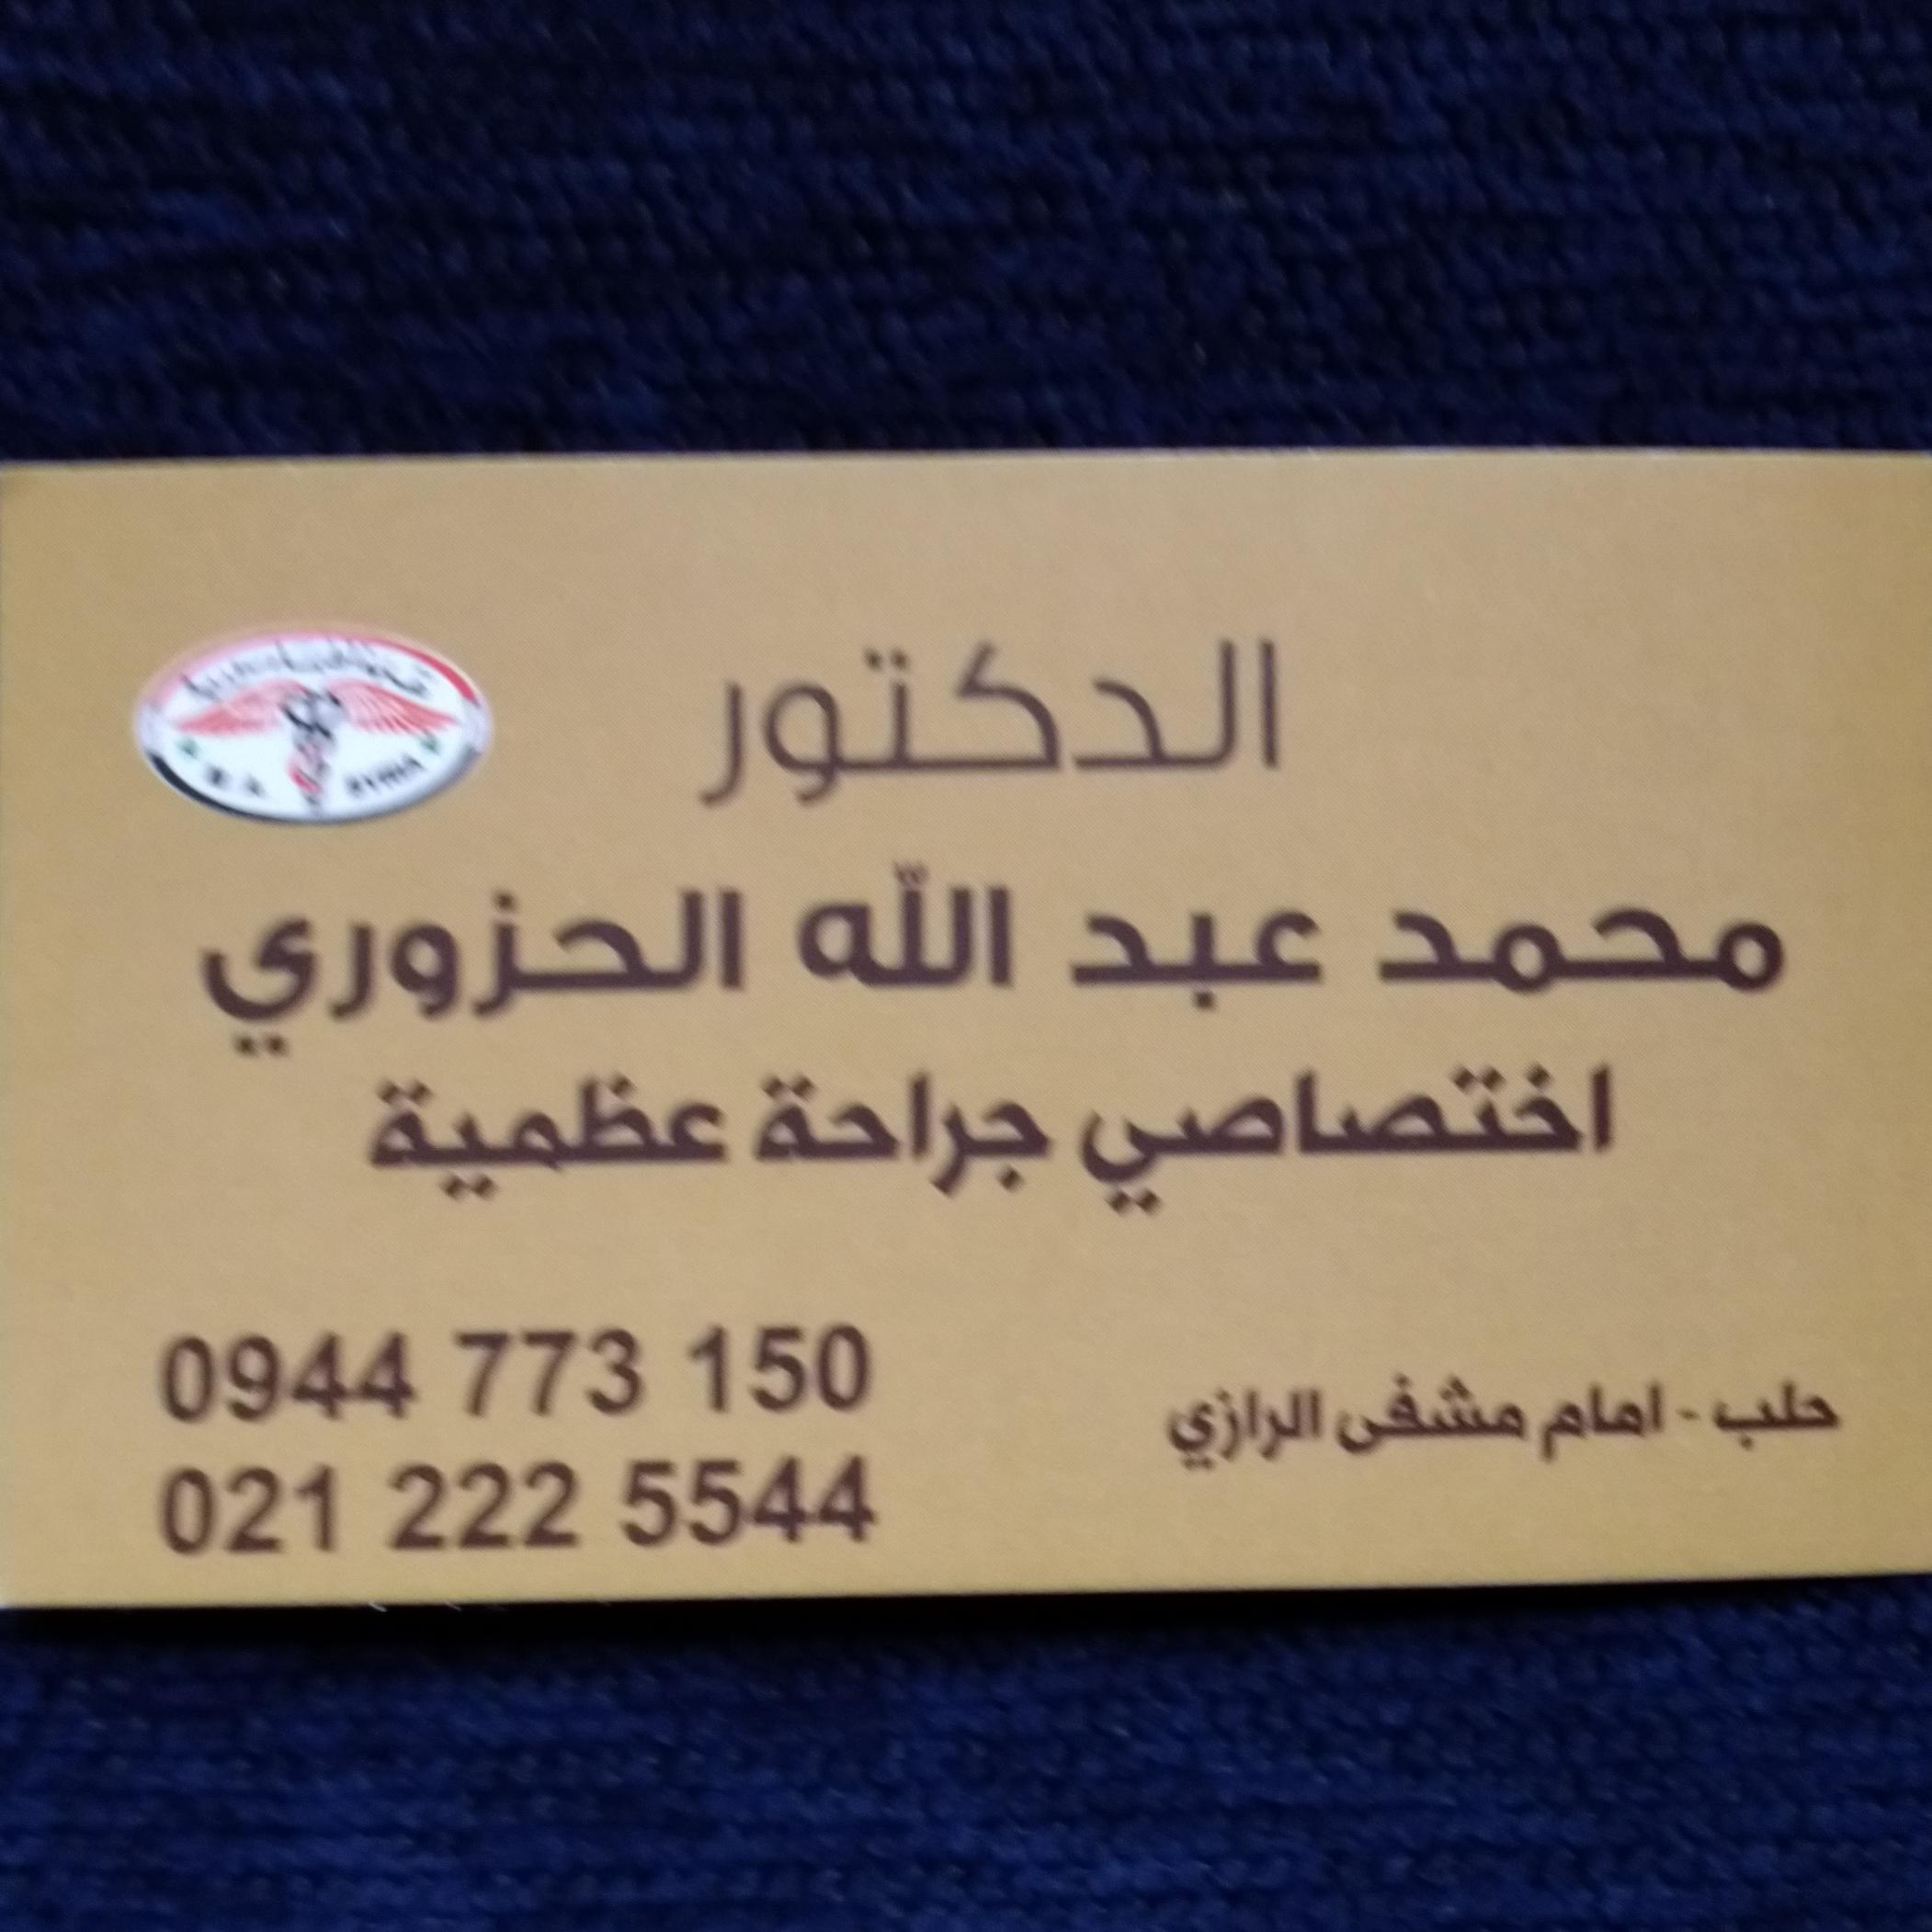 الدكتور
محمد عبد الله الحزوري
اختصاصي جراحة عظمية
حلب - امام مشفى الرازي
0944 773 150
021 222 5544